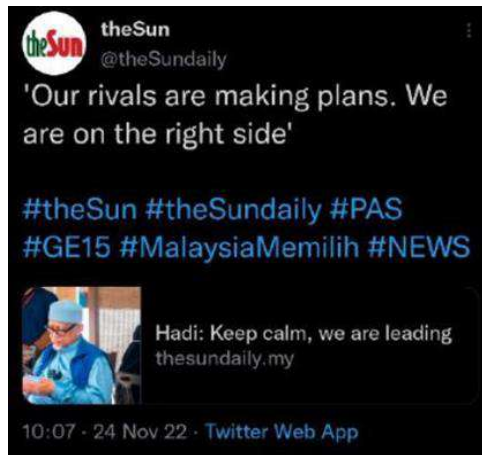 theSun
theSun
@theSundaily
'Our rivals are making plans. We
are on the right side'
#theSun #theSundaily #PAS
#GE15 #MalaysiaMemilih #NEWS
Hadi: Keep calm, we are leading
thesundaily.my
10:07 · 24 Nov 22 · Twitter Web App